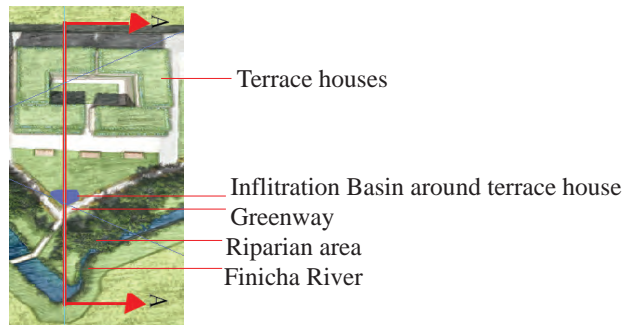 A
Terrace houses
Inflitration Basin around terrace house
Greenway
Riparian area
Finicha River
A